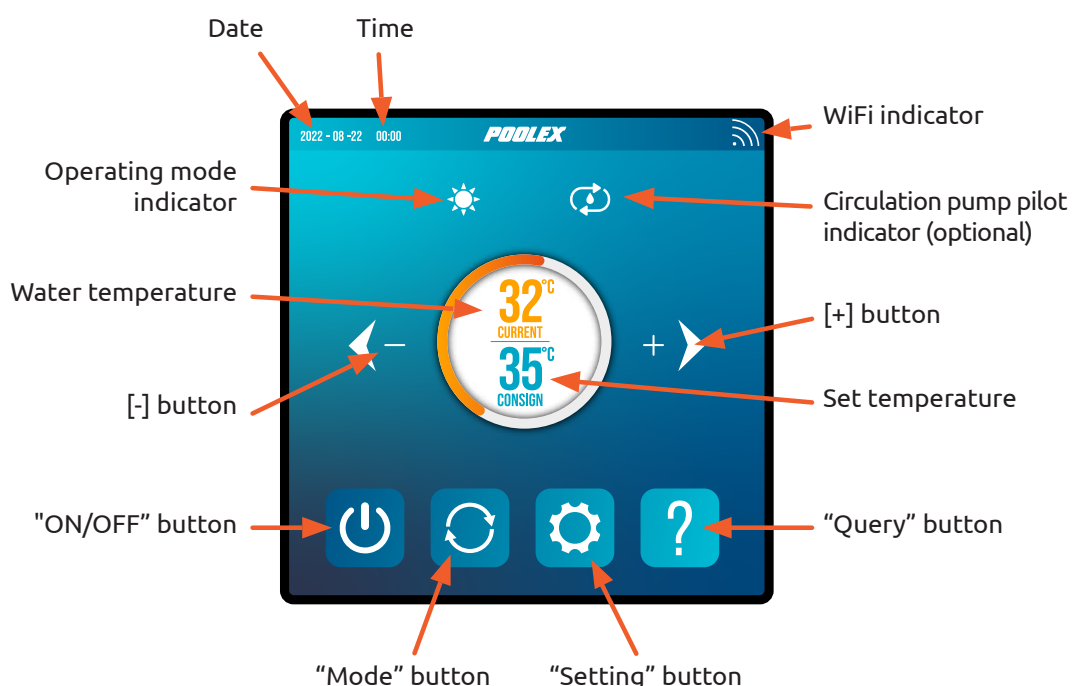 Date
Time
WiFi indicator
2022 - 08 -22
00:00
POOLEX
Operating mode
indicator
Circulation pump pilot
indicator (optional)
Water temperature
32°C
CURRENT
[+] button
−
+
35°C
CONSIGN
[-] button
Set temperature
"ON/OFF” button
?
“Query” button
“Mode” button
“Setting” button